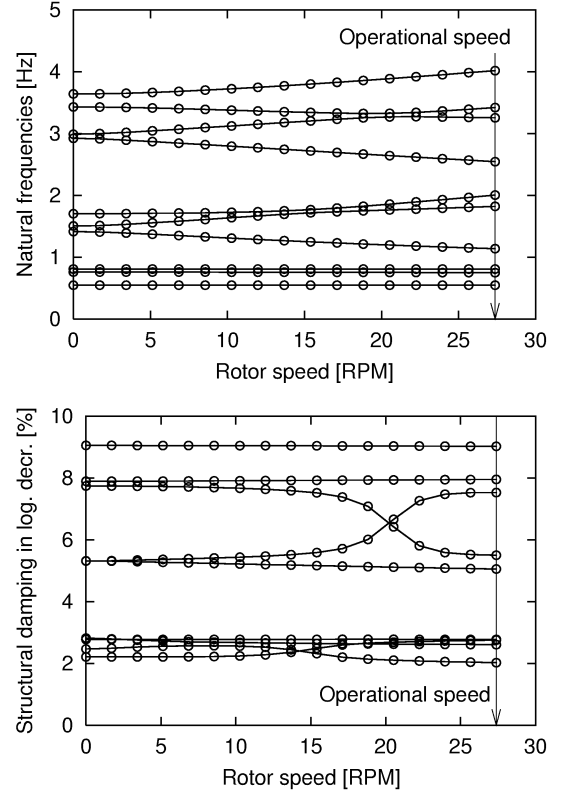 5
4
3
2
1
0
Natural frequencies [Hz]
Operational speed
0 5 10 15 20 25 30
Rotor speed [RPM]
10
8
6
4
2
0
Structural damping in log. decr. [%]
Operational speed
0 5 10 15 20 25 30
Rotor speed [RPM]